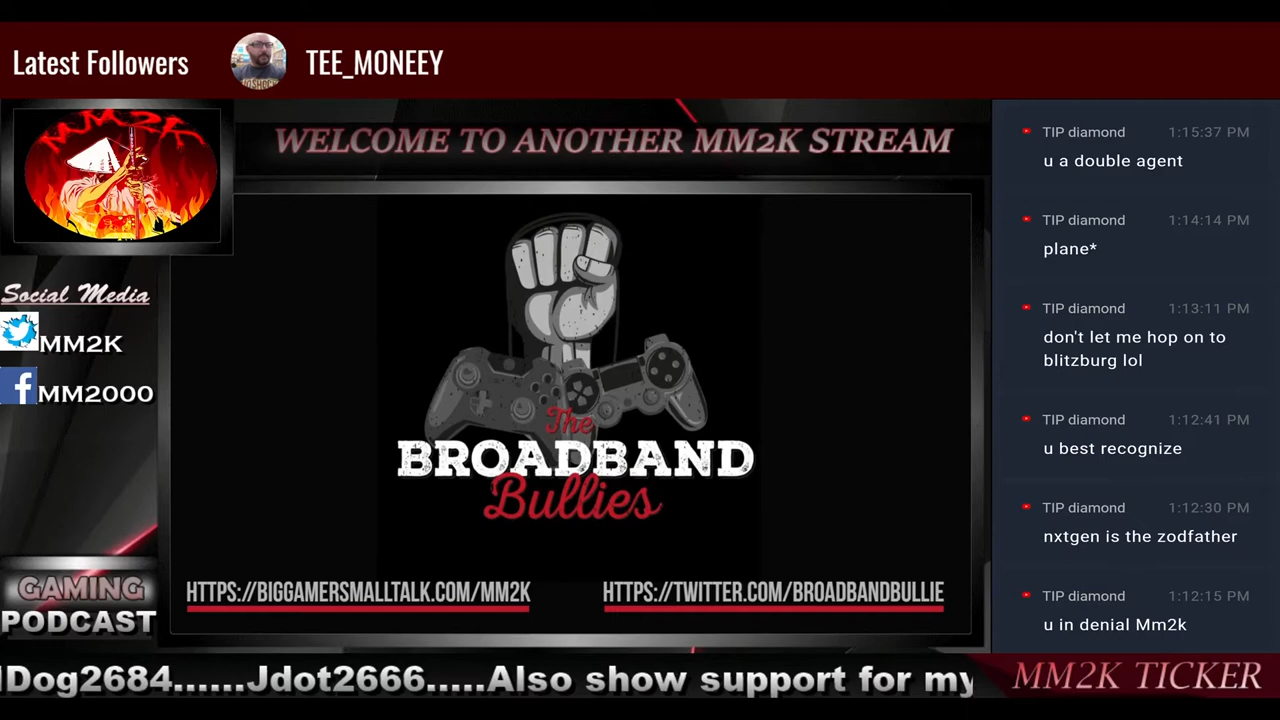 Latest Followers
TEE_MONEEY
MM2K
WELCOME TO ANOTHER MM2K STREAM
Social Media
MM2K
MM2000
The
BROADBAND
Bullies
HTTPS://BIGGAMERSMALLTALK.COM/MM2K
HTTPS://TWITTER.COM/BROADBANDBULLIE
GAMING
PODCAST
TIP diamond 1:15:37 PM
u a double agent
TIP diamond 1:14:14 PM
plane*
TIP diamond 1:13:11 PM
don't let me hop on to
blitzburg lol
TIP diamond 1:12:41 PM
u best recognize
TIP diamond 1:12:30 PM
nxtgen is the zodfather
TIP diamond 1:12:15 PM
u in denial Mm2k
Dog2684......Jdot2666.....Also show support for my
MM2K TICKER